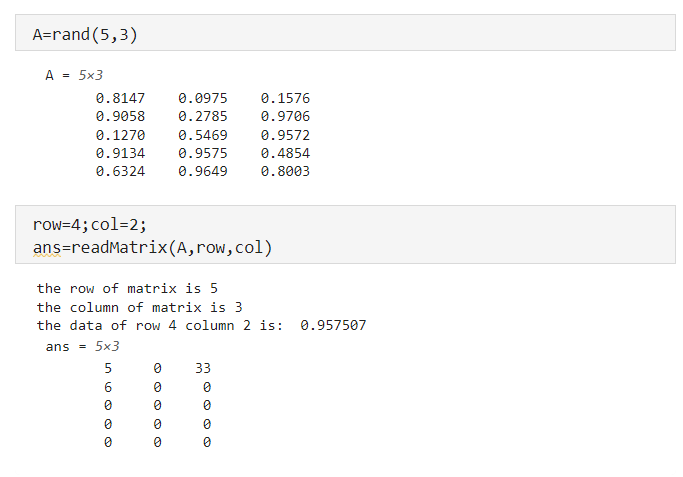 A=rand(5,3)
A = 5×3
0.8147 0.0975 0.1576
0.9058 0.2785 0.9706
0.1270 0.5469 0.9572
0.9134 0.9575 0.4854
0.6324 0.9649 0.8003
row=4;col=2;
ans=readMatrix(A,row,col)
the row of matrix is 5
the column of matrix is 3
the data of row 4 column 2 is:  0.957507
ans = 5×3
5 0 33
6 0 0
0 0 0
0 0 0
0 0 0